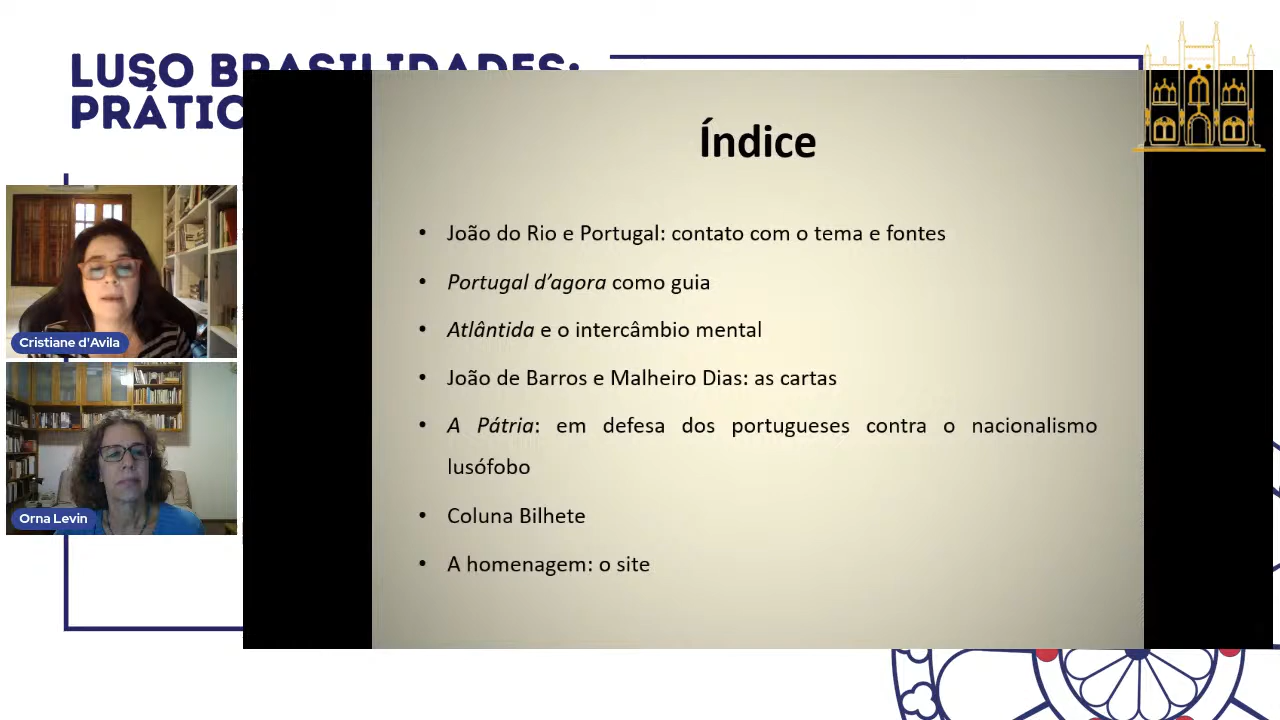 LUSO BRASILIDADES:
PRÁTIC
Índice
• João do Rio e Portugal: contato com o tema e fontes
• Portugal d’agora como guia
• Atlântida e o intercâmbio mental
• João de Barros e Malheiro Dias: as cartas
• A Pátria: em defesa dos portugueses contra o nacionalismo
lusófobo
• Coluna Bilhete
• A homenagem: o site
Cristiane d'Avila
Orna Levin